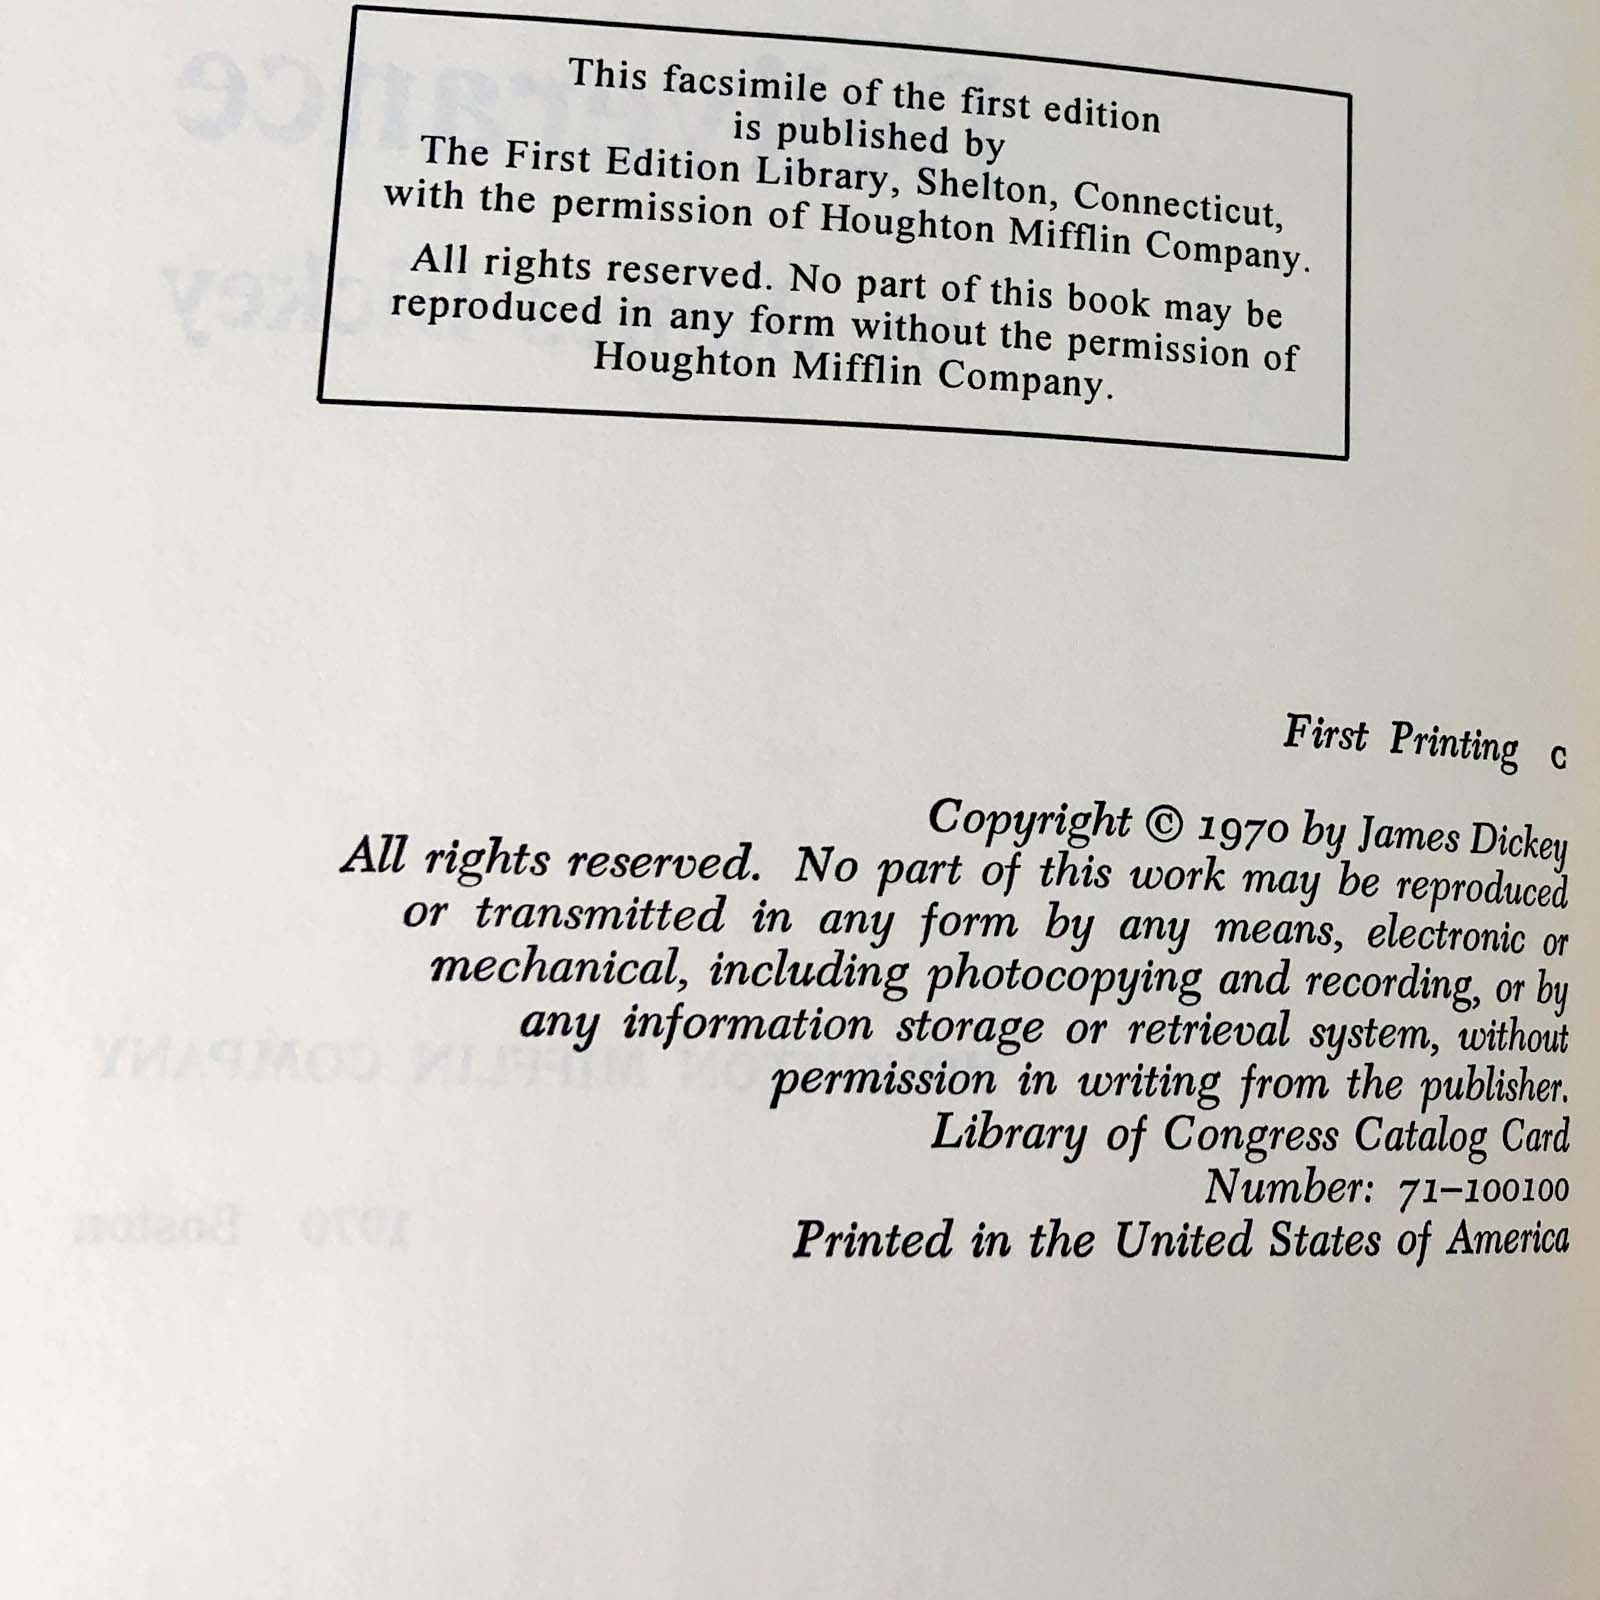 This facsimile of the first edition
is published by
The First Edition Library, Shelton, Connecticut,
with the permission of Houghton Mifflin Company.
All rights reserved. No part of this book may be
reproduced in any form without the permission of
Houghton Mifflin Company.
First Printing C
Copyright © 1970 by James Dickey
All rights reserved. No part of this work may be reproduced
or transmitted in any form by any means, electronic or
mechanical, including photocopying and recording, or by
any information storage or retrieval system, without
permission in writing from the publisher.
Library of Congress Catalog Card
Number: 71–100100
Printed in the United States of America